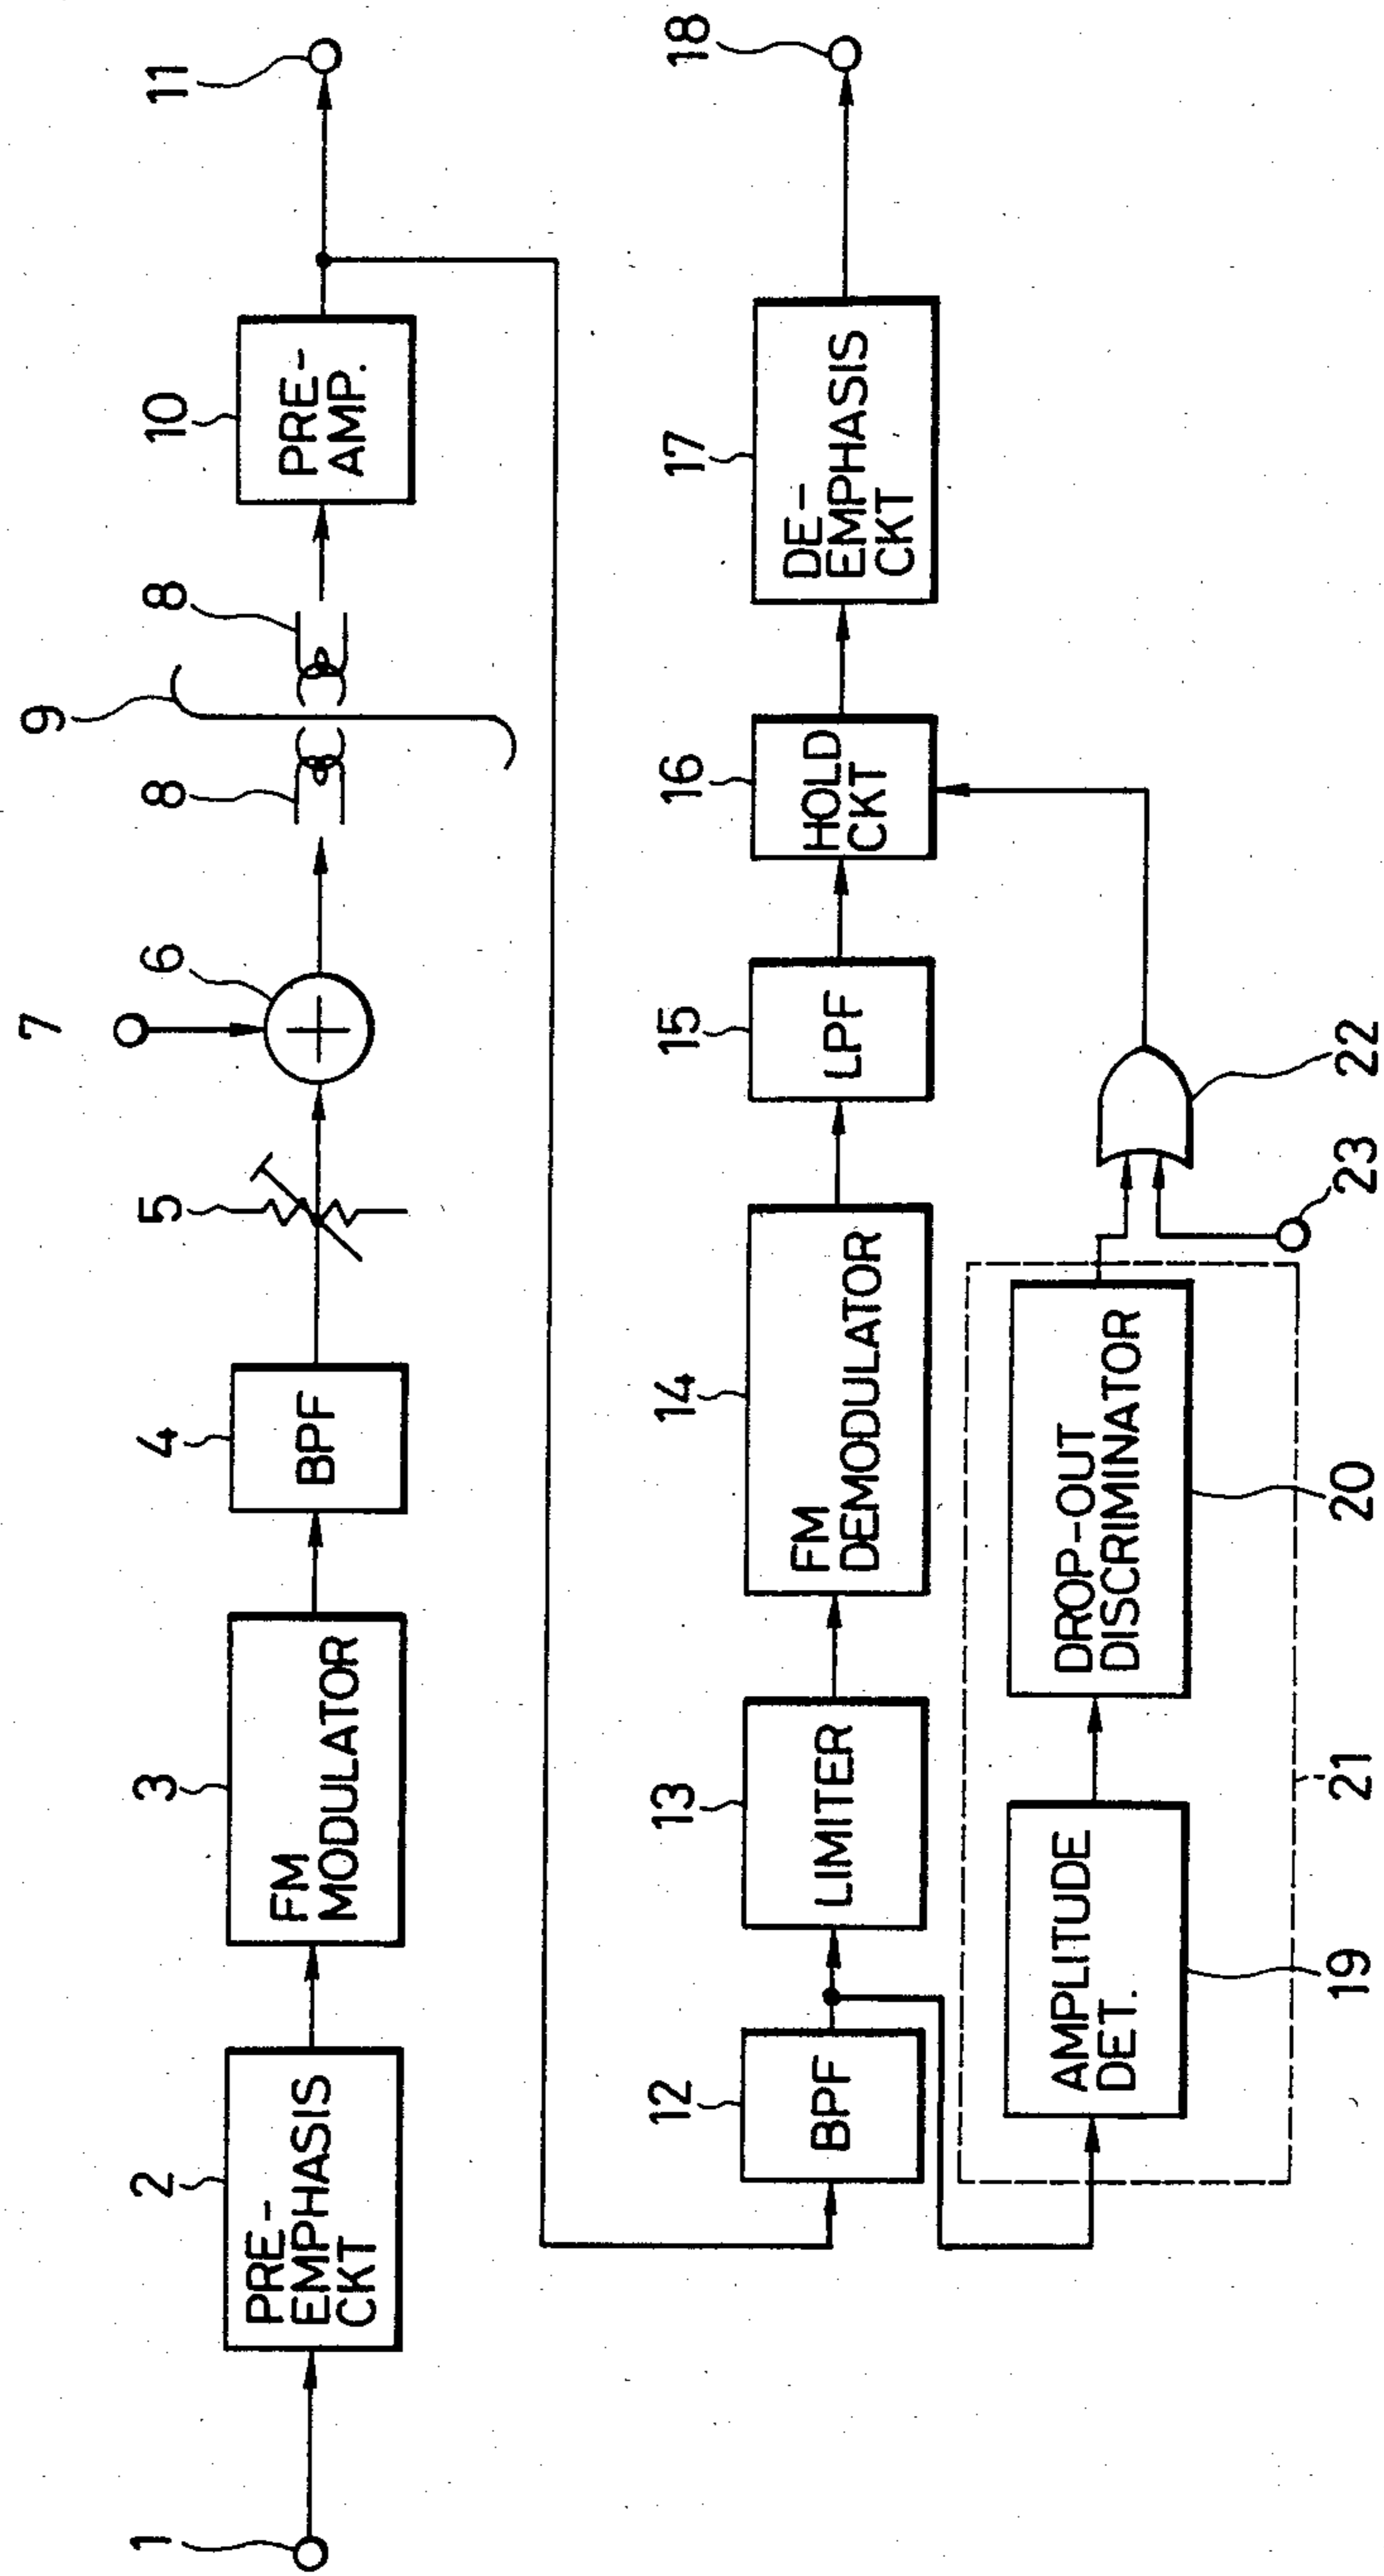 1
2
PRE-
EMPHASIS
CKT
3
FM
MODULATOR
4
BPF
5
6
7
8
9
8
10
PRE-
AMP.
11
12
BPF
13
LIMITER
14
FM
DEMODULATOR
15
LPF
16
HOLD
CKT
17
DE-
EMPHASIS
CKT
18
19
AMPLITUDE
DET.
20
DROP-OUT
DISCRIMINATOR
21
22
23